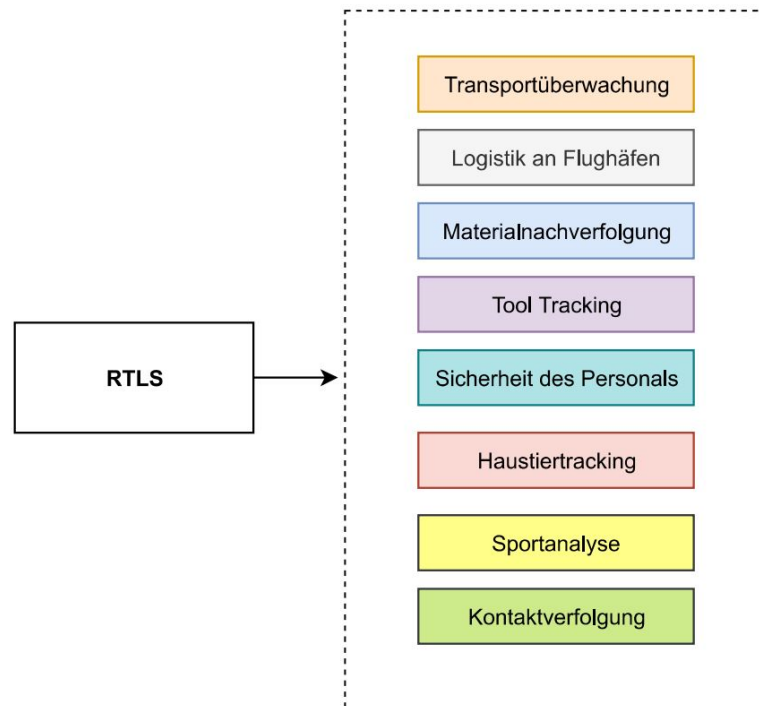 Transportüberwachung
Logistik an Flughäfen
Materialnachverfolgung
Tool Tracking
RTLS
Sicherheit des Personals
Haustiertracking
Sportanalyse
Kontaktverfolgung